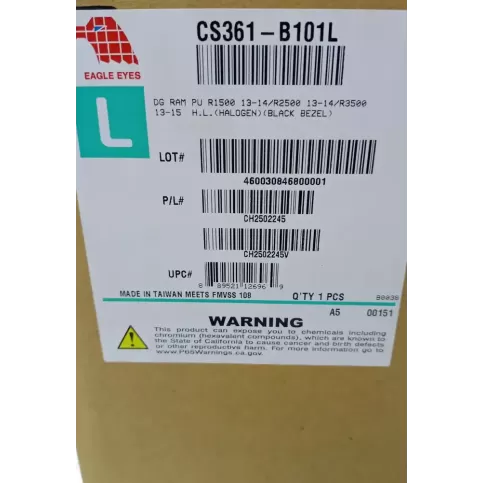 CS361-B101L
EAGLE EYES
L
DG RAM PU R1500 13-14/R2500 13-14/R3500
13-15 H.L.(HALOGEN)(BLACK BEZEL)
LOT#
460030846800001
P/L#
CH2502245
CH2502245V
UPC#
8 89521 12696 9
MADE IN TAIWAN MEETS FMVSS 108
Q'TY 1 PCS
B0036
A5 00151
WARNING
This product can expose you to chemicals including
chromium (hexavalent compounds), which are known to
the State of California to cause cancer and birth defects
or other reproductive harm. For more information go to
www.P65Warnings.ca.gov.